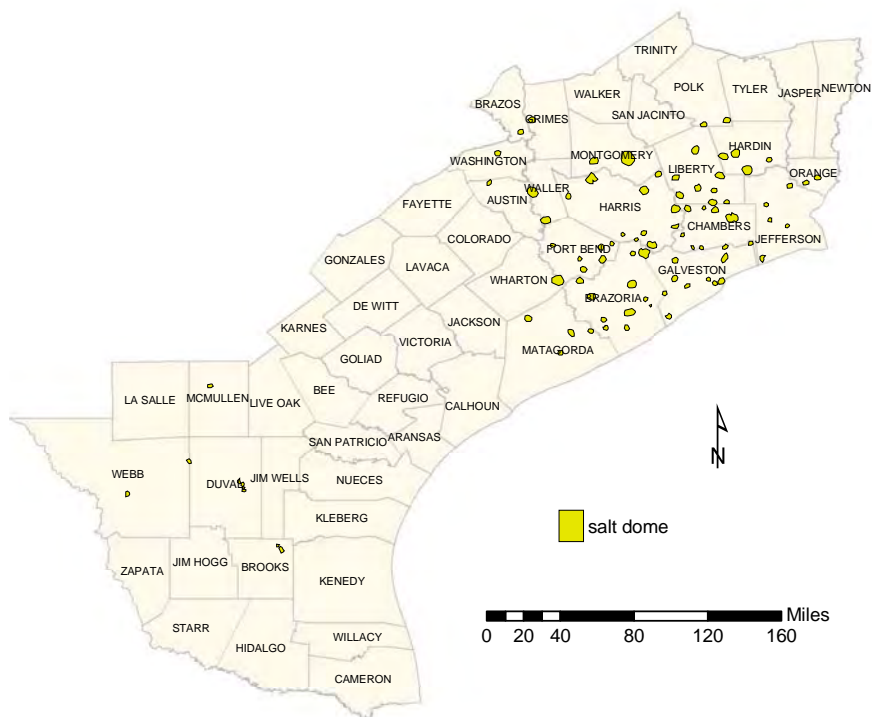 TRINITY
POLK
TYLER
JASPER
NEWTON
WALKER
BRAZOS
GRIMES
SAN JACINTO
HARDIN
MONTGOMERY
WASHINGTON
LIBERTY
ORANGE
WALLER
AUSTIN
HARRIS
FAYETTE
CHAMBERS
COLORADO
JEFFERSON
FORT BEND
GONZALES
LAVACA
GALVESTON
WHARTON
BRAZORIA
DE WITT
JACKSON
KARNES
VICTORIA
MATAGORDA
GOLIAD
BEE
LA SALLE
MCMULLEN
LIVE OAK
REFUGIO
CALHOUN
ARANSAS
SAN PATRICIO
N
WEBB
DUVAL
JIM WELLS
NUECES
KLEBERG
salt dome
ZAPATA
JIM HOGG
BROOKS
KENEDY
Miles
0 20 40 80 120 160
STARR
WILLACY
HIDALGO
CAMERON